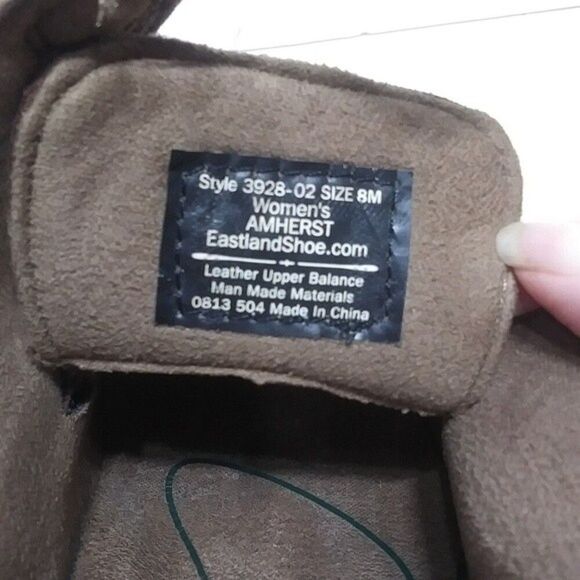 Style 3928-02 SIZE 8M
Women's
AMHERST
EastlandShoe.com
Leather Upper Balance
Man Made Materials
0813 504 Made In China